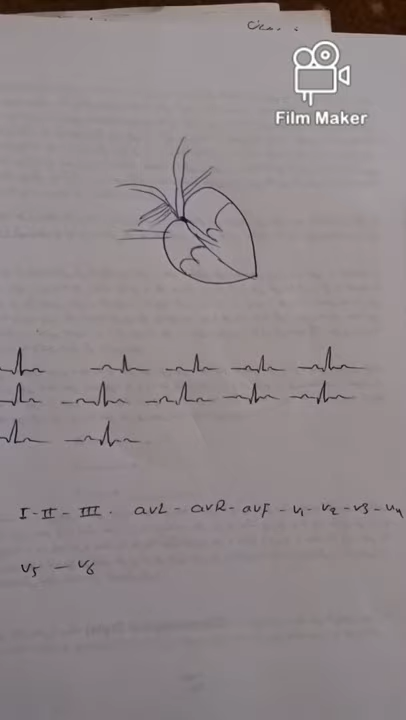 Film Maker
I - II - III - avL - avR - avF - v1 - v2 - v3 - v4
v5 - v6